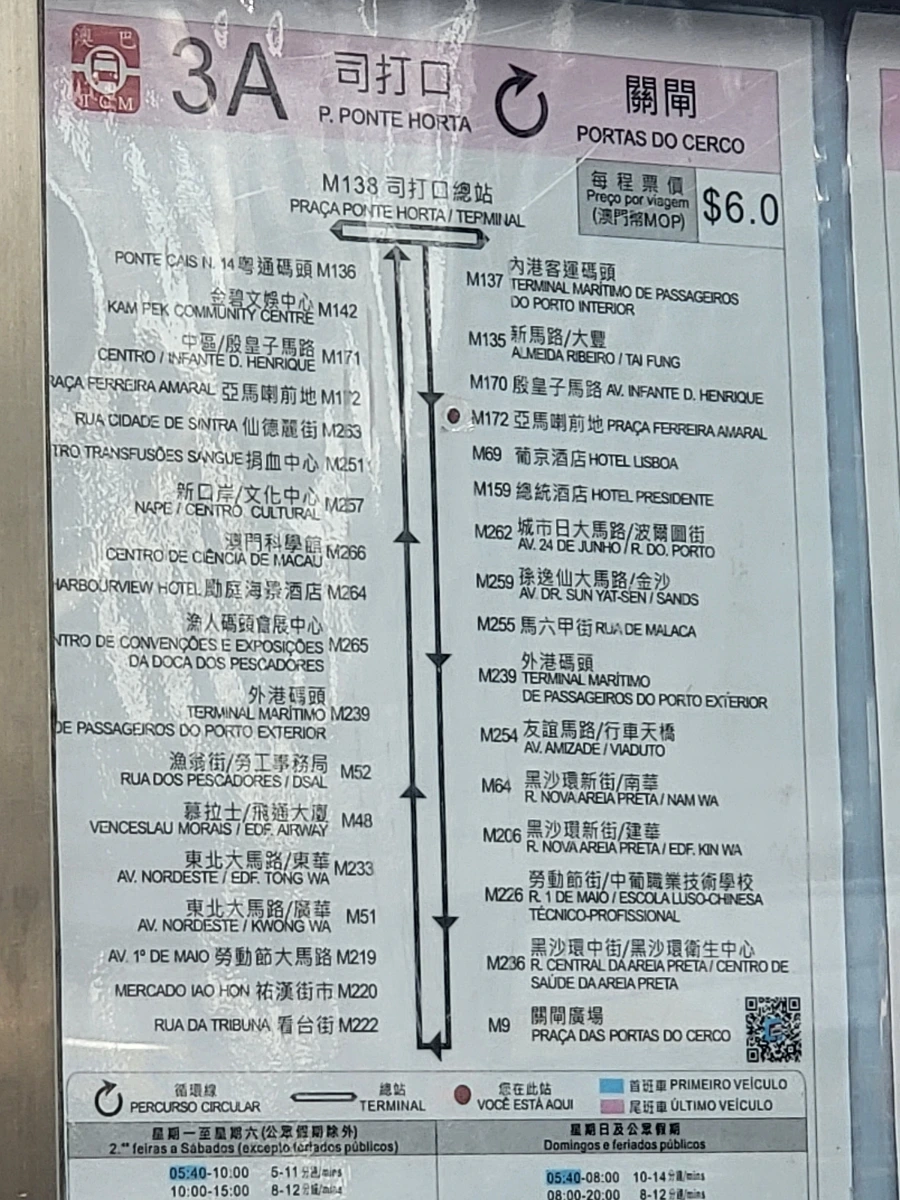 澳 巴
TCM
3A
司打口
P. PONTE HORTA
關閘
PORTAS DO CERCO
M138 司打口總站
PRAÇA PONTE HORTA / TERMINAL
每程票價
Preço por viagem
(澳門幣MOP)
$6.0
PONTE CAIS N. 14 粵通碼頭 M136
金碧文娛中心
KAM PEK COMMUNITY CENTRE M142
中區/殷皇子馬路
CENTRO / INFANTE D. HENRIQUE M171
RAÇA FERREIRA AMARAL 亞馬喇前地 M172
RUA CIDADE DE SINTRA 仙德麗街 M263
TRO TRANSFUSÕES SANGUE 捐血中心 M251
新口岸/文化中心
NAPE / CENTRO CULTURAL M257
澳門科學館
CENTRO DE CIÊNCIA DE MACAU M266
HARBOURVIEW HOTEL 勵庭海景酒店 M264
漁人碼頭會展中心
NTRO DE CONVENÇÕES E EXPOSIÇÕES M265
DA DOCA DOS PESCADORES
外港碼頭
TERMINAL MARÍTIMO M239
DE PASSAGEIROS DO PORTO EXTERIOR
漁翁街/勞工事務局
RUA DOS PESCADORES / DSAL M52
慕拉士/飛通大廈
VENCESLAU MORAIS / EDF. AIRWAY M48
東北大馬路/東華
AV. NORDESTE / EDF. TONG WA M233
東北大馬路/廣華
AV. NORDESTE / KWONG WA M51
AV. 1º DE MAIO 勞動節大馬路 M219
MERCADO IAO HON 祐漢街市 M220
RUA DA TRIBUNA 看台街 M222
M137 內港客運碼頭
TERMINAL MARÍTIMO DE PASSAGEIROS
DO PORTO INTERIOR
M135 新馬路/大豐
ALMEIDA RIBEIRO / TAI FUNG
M170 殷皇子馬路 AV. INFANTE D. HENRIQUE
M172 亞馬喇前地 PRAÇA FERREIRA AMARAL
M69 葡京酒店 HOTEL LISBOA
M159 總統酒店 HOTEL PRESIDENTE
M262 城市日大馬路/波爾圖街
AV. 24 DE JUNHO / R. DO. PORTO
M259 孫逸仙大馬路/金沙
AV. DR. SUN YAT-SEN / SANDS
M255 馬六甲街 RUA DE MALACA
外港碼頭
M239 TERMINAL MARÍTIMO
DE PASSAGEIROS DO PORTO EXTERIOR
M254 友誼馬路/行車天橋
AV. AMIZADE / VIADUTO
M64 黑沙環新街/南華
R. NOVA AREIA PRETA / NAM WA
M206 黑沙環新街/建華
R. NOVA AREIA PRETA / EDF. KIN WA
勞動節街/中葡職業技術學校
M226 R. 1 DE MAIO / ESCOLA LUSO-CHINESA
TÉCNICO-PROFISSIONAL
黑沙環中街/黑沙環衛生中心
M236 R. CENTRAL DA AREIA PRETA / CENTRO DE
SAÚDE DA AREIA PRETA
M9 關閘廣場
PRAÇA DAS PORTAS DO CERCO
循環線
PERCURSO CIRCULAR
總站
TERMINAL
您在此站
VOCÊ ESTÁ AQUI
首班車 PRIMEIRO VEÍCULO
尾班車 ÚLTIMO VEÍCULO
星期一至星期六 (公眾假期除外)
2.ªˢ feiras a Sábados (excepto feriados públicos)
星期日及公眾假期
Domingos e feriados públicos
05:40-10:00 5-11 分鐘/mins
10:00-15:00 8-12 分鐘/mins
05:40-08:00 10-14 分鐘/mins
08:00-20:00 8-12 分鐘/mins